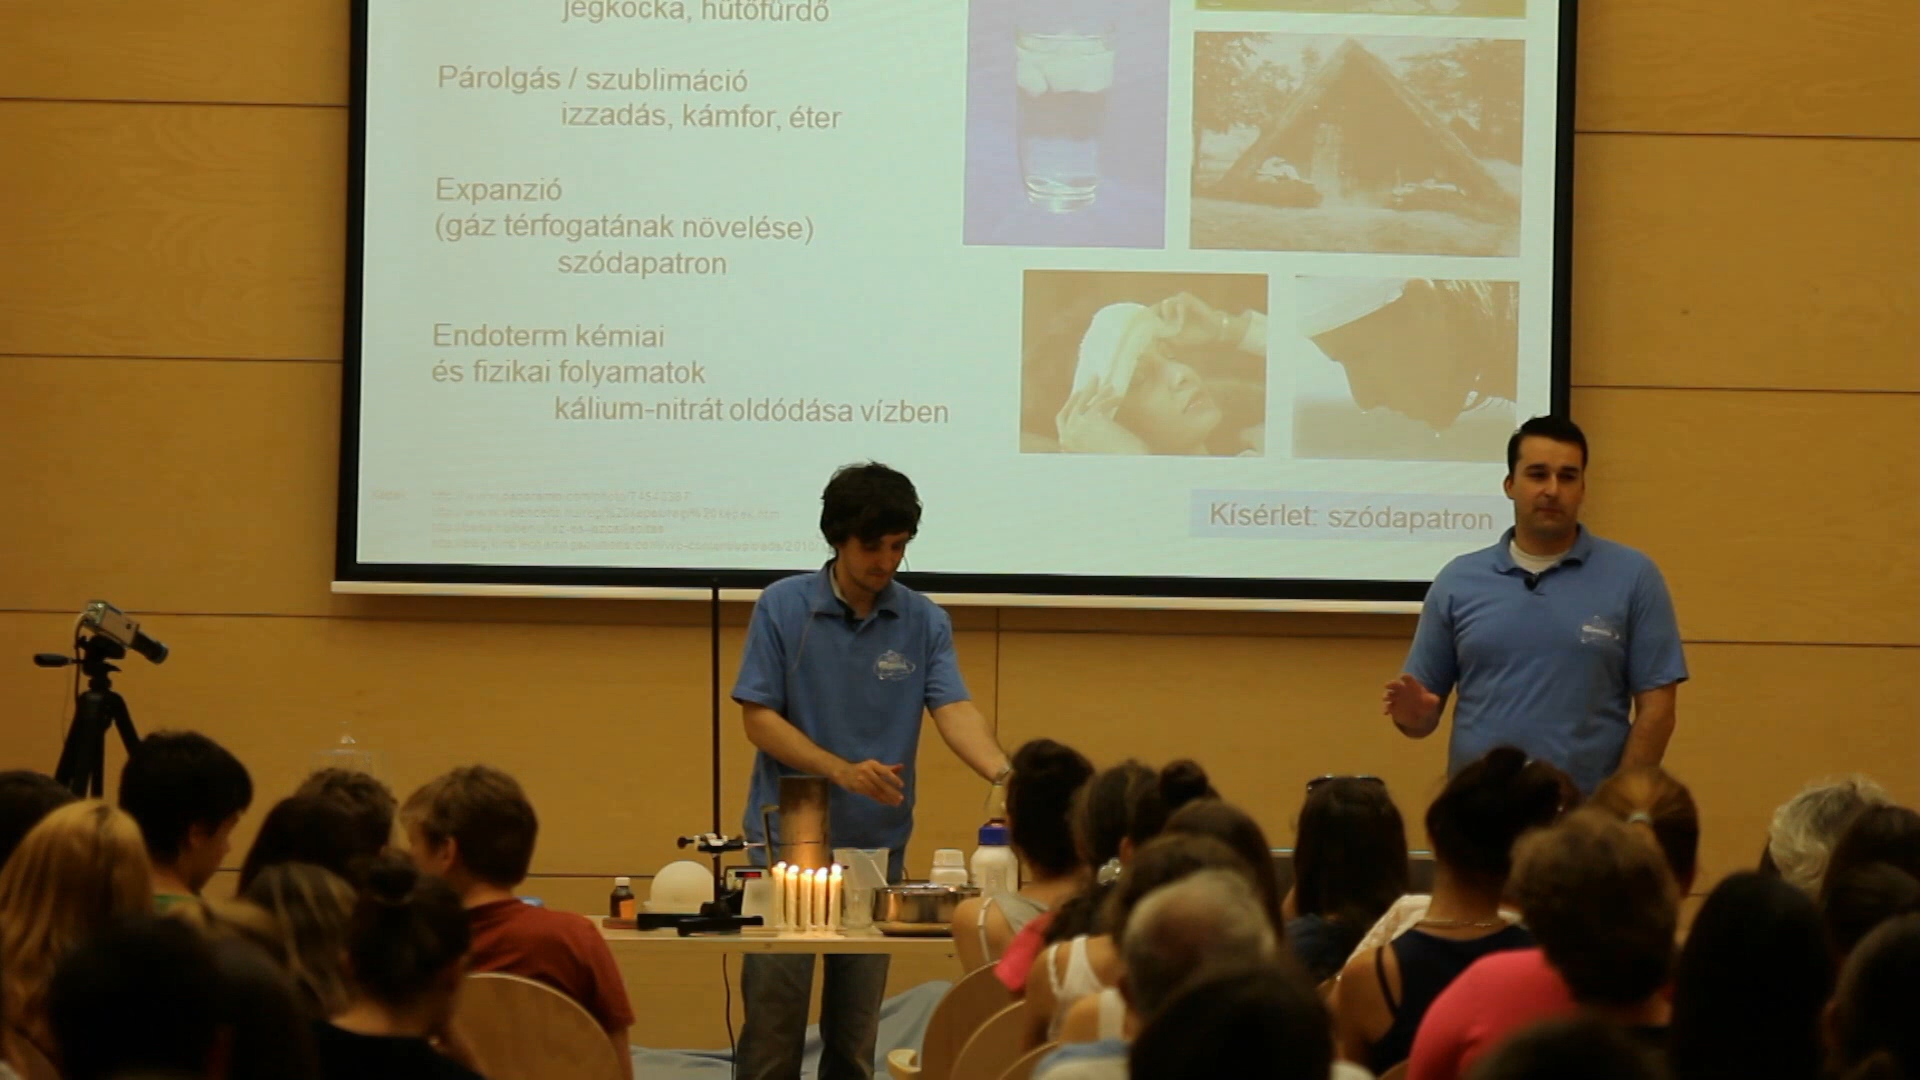 jégkocka, hűtőfürdő
Párolgás / szublimáció
izzadás, kámfor, éter
Expanzió
(gáz térfogatának növelése)
szódapatron
Endoterm kémiai
és fizikai folyamatok
kálium-nitrát oldódása vízben
Kísérlet: szódapatron